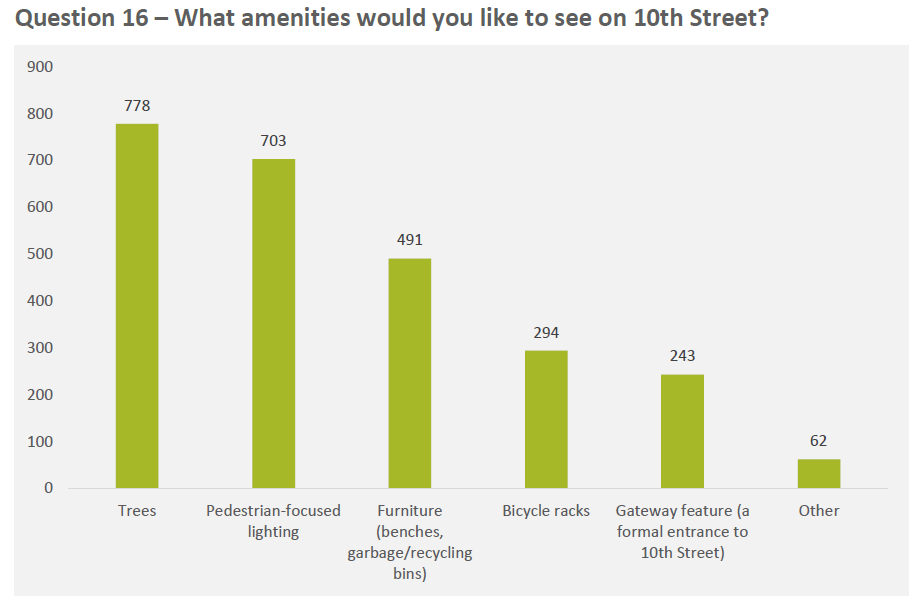 Question 16 – What amenities would you like to see on 10th Street?
900
800
700
600
500
400
300
200
100
0
778
703
491
294
243
62
Trees
Pedestrian-focused
lighting
Furniture
(benches,
garbage/recycling
bins)
Bicycle racks
Gateway feature (a
formal entrance to
10th Street)
Other